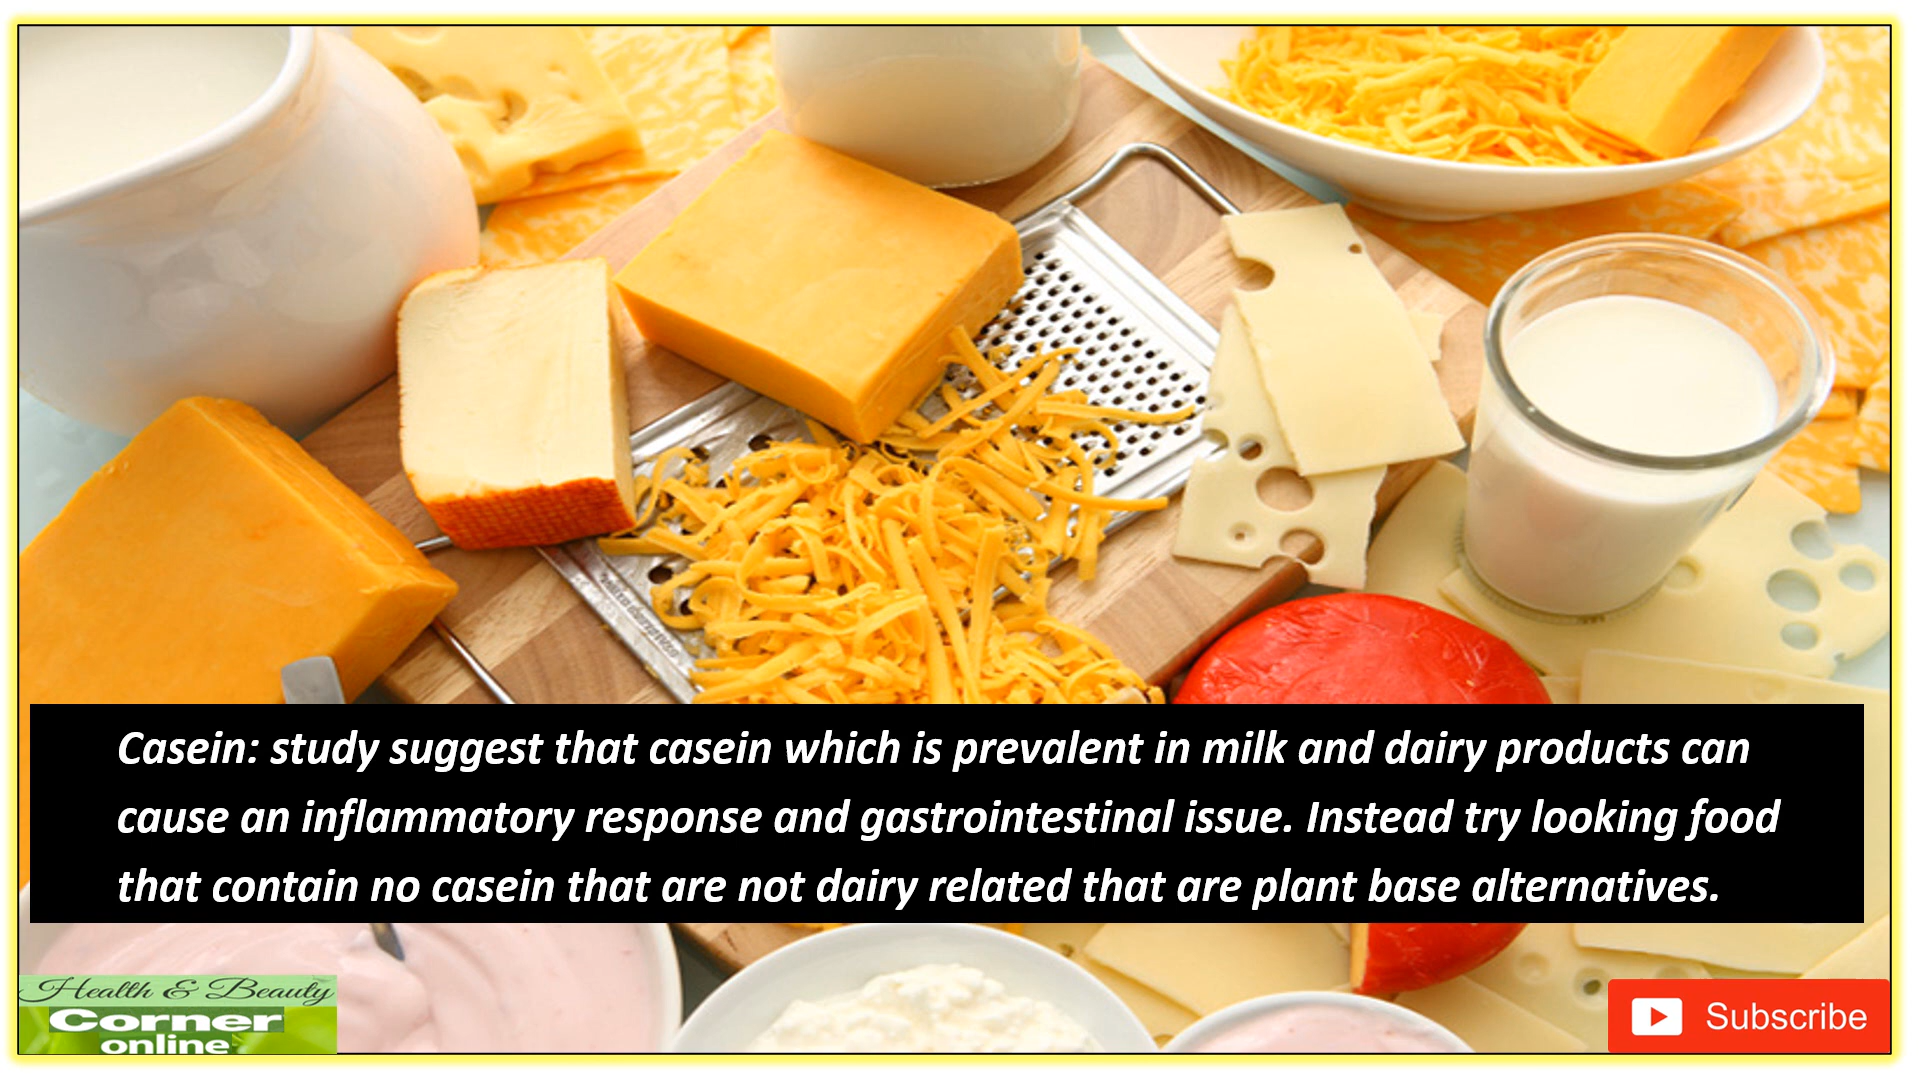 Casein: study suggest that casein which is prevalent in milk and dairy products can
cause an inflammatory response and gastrointestinal issue. Instead try looking food
that contain no casein that are not dairy related that are plant base alternatives.
Health & Beauty
Corner
online
Subscribe